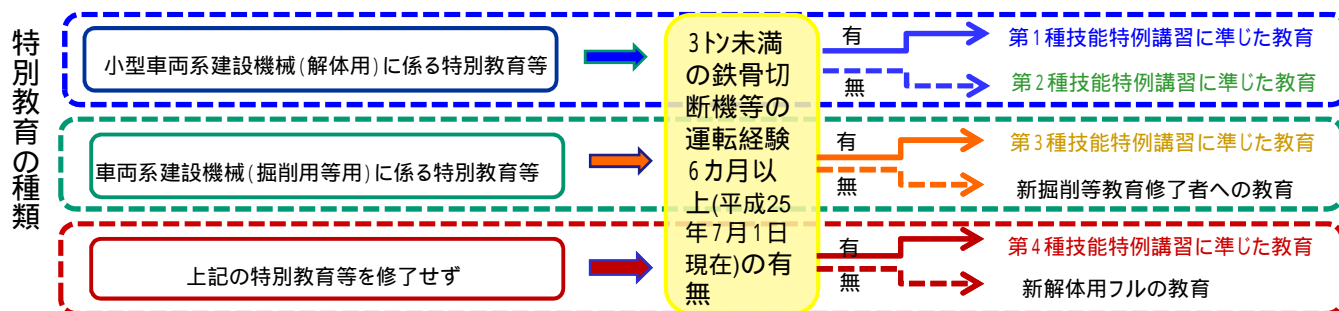 特別教育の種類
小型車両系建設機械(解体用)に係る特別教育等
車両系建設機械(掘削用等用)に係る特別教育等
上記の特別教育等を修了せず
3トン未満
の鉄骨切
断機等の
運転経験
6カ月以
上(平成25
年7月1日
現在)の有
無
有
第1種技能特例講習に準じた教育
無
第2種技能特例講習に準じた教育
有
第3種技能特例講習に準じた教育
無
新掘削等教育修了者への教育
有
第4種技能特例講習に準じた教育
無
新解体用フルの教育